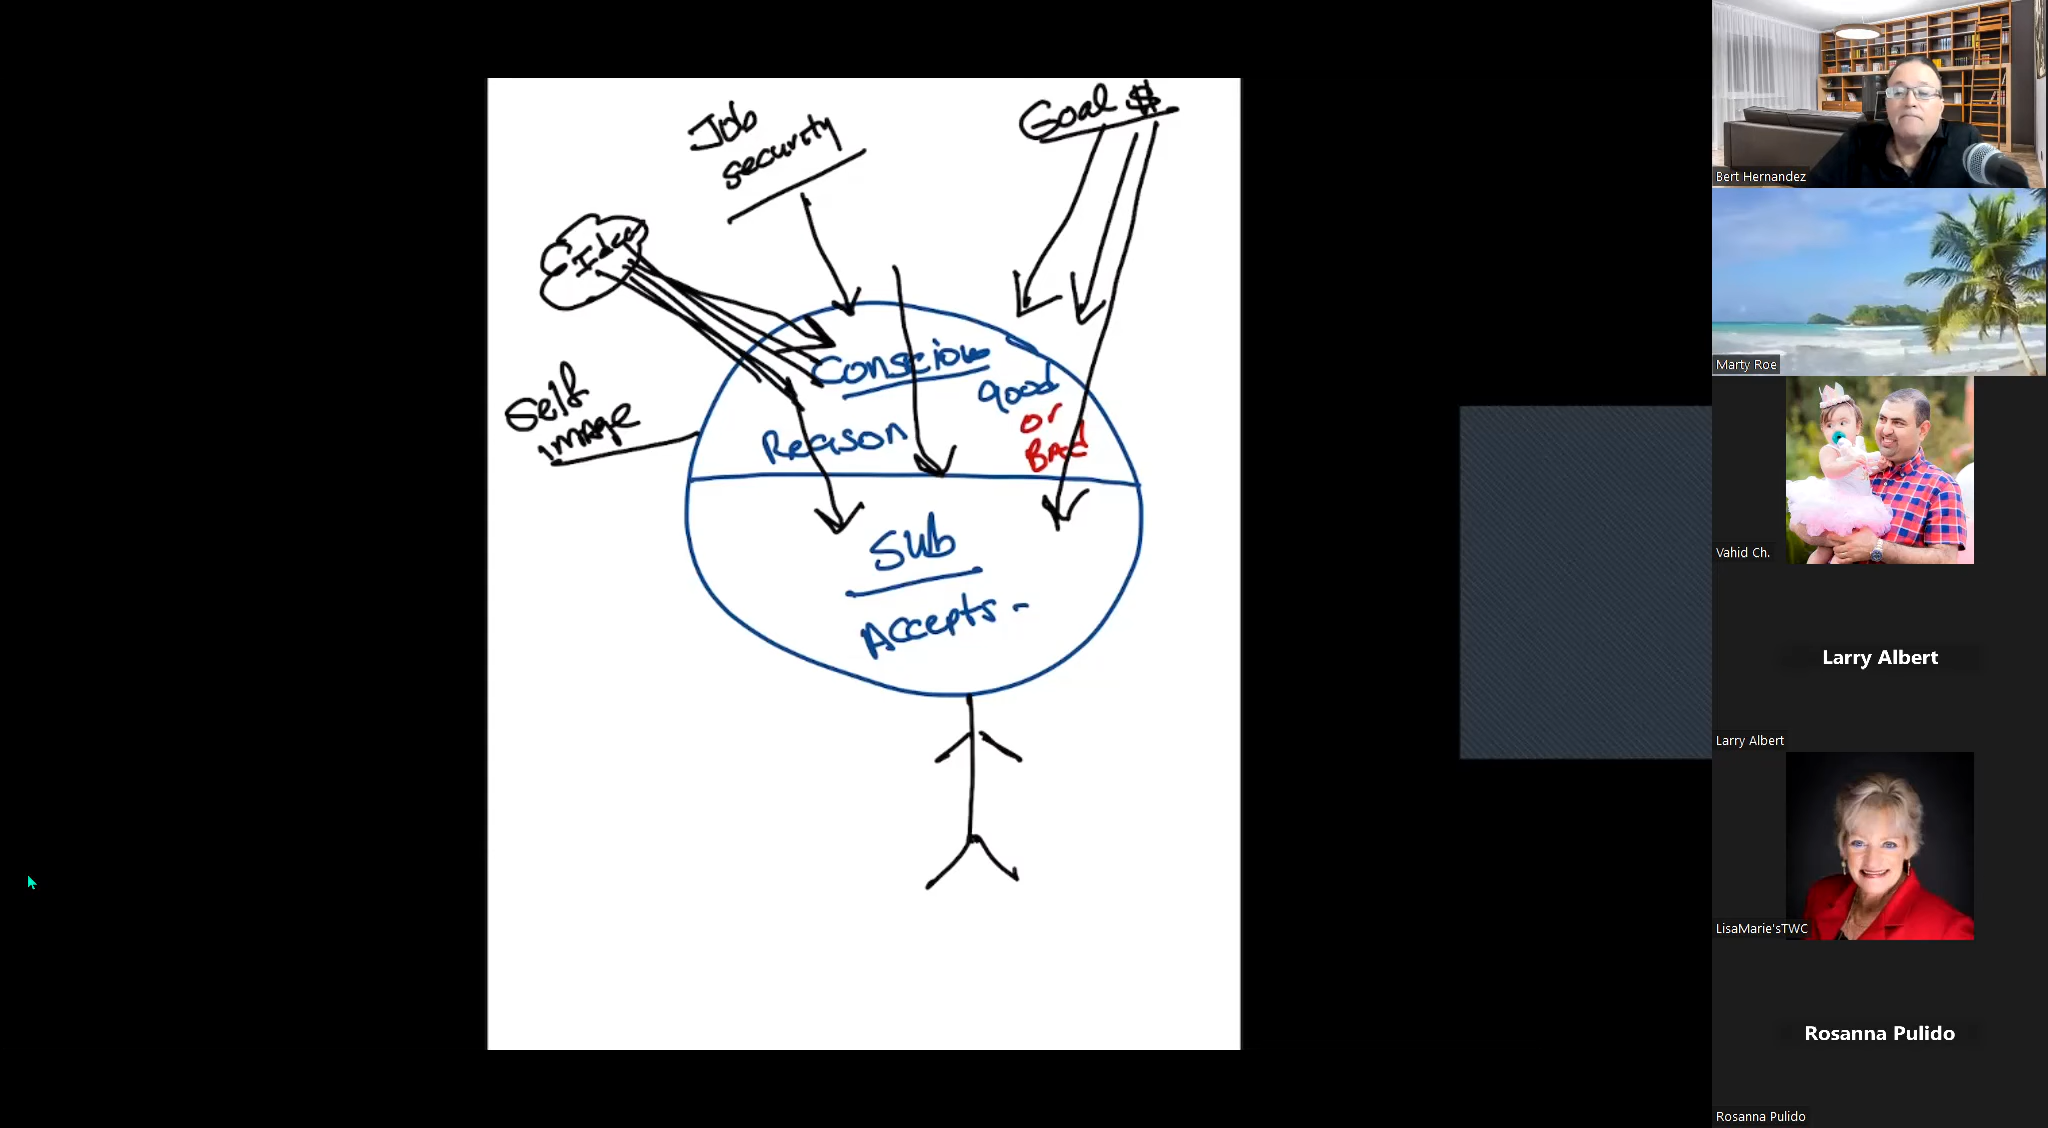 Job
security
Goal $
Idea
Self
image
Conscious
good
or
Bad
Reason
Sub
Accepts -
Bert Hernandez
Marty Roe
Vahid Ch.
Larry Albert
Larry Albert
LisaMarie'sTWC
Rosanna Pulido
Rosanna Pulido